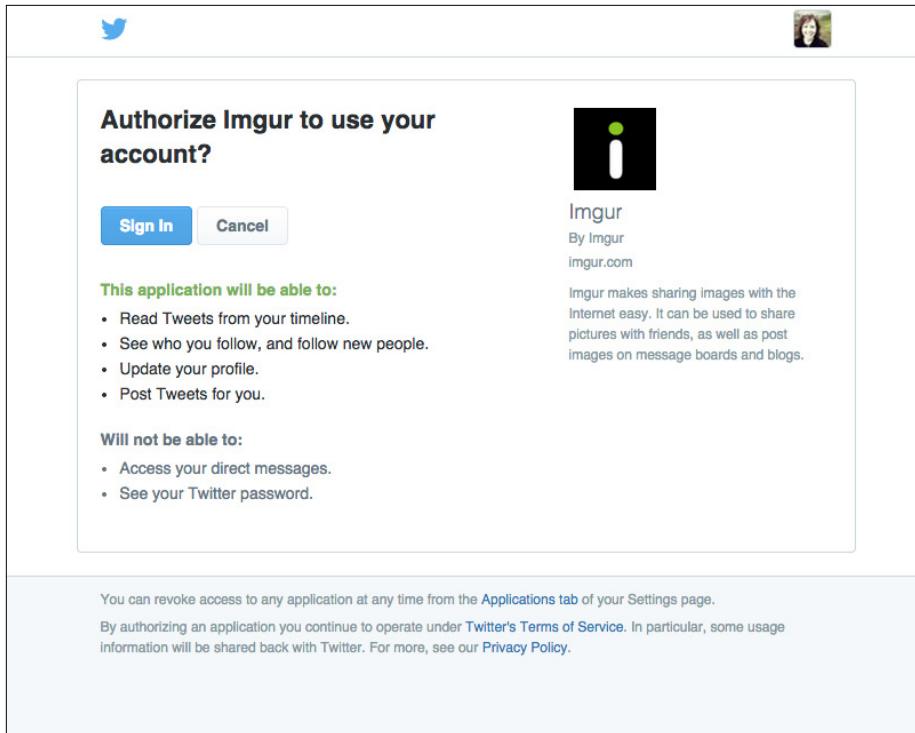 Authorize Imgur to use your
account?
Sign In
Cancel
This application will be able to:
• Read Tweets from your timeline.
• See who you follow, and follow new people.
• Update your profile.
• Post Tweets for you.
Will not be able to:
• Access your direct messages.
• See your Twitter password.
i
Imgur
By Imgur
imgur.com
Imgur makes sharing images with the
Internet easy. It can be used to share
pictures with friends, as well as post
images on message boards and blogs.
You can revoke access to any application at any time from the Applications tab of your Settings page.
By authorizing an application you continue to operate under Twitter's Terms of Service. In particular, some usage
information will be shared back with Twitter. For more, see our Privacy Policy.